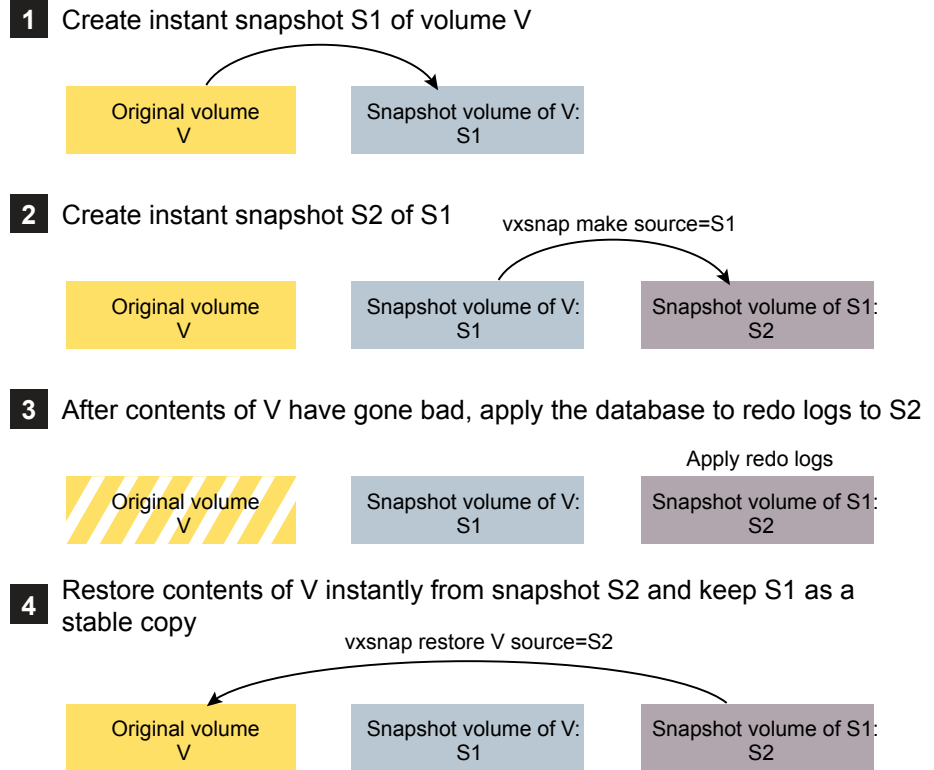 1 Create instant snapshot S1 of volume V
Original volume
V
Snapshot volume of V:
S1
2 Create instant snapshot S2 of S1
vxsnap make source=S1
Original volume
V
Snapshot volume of V:
S1
Snapshot volume of S1:
S2
3 After contents of V have gone bad, apply the database to redo logs to S2
Apply redo logs
Original volume
V
Snapshot volume of V:
S1
Snapshot volume of S1:
S2
4 Restore contents of V instantly from snapshot S2 and keep S1 as a
stable copy
vxsnap restore V source=S2
Original volume
V
Snapshot volume of V:
S1
Snapshot volume of S1:
S2